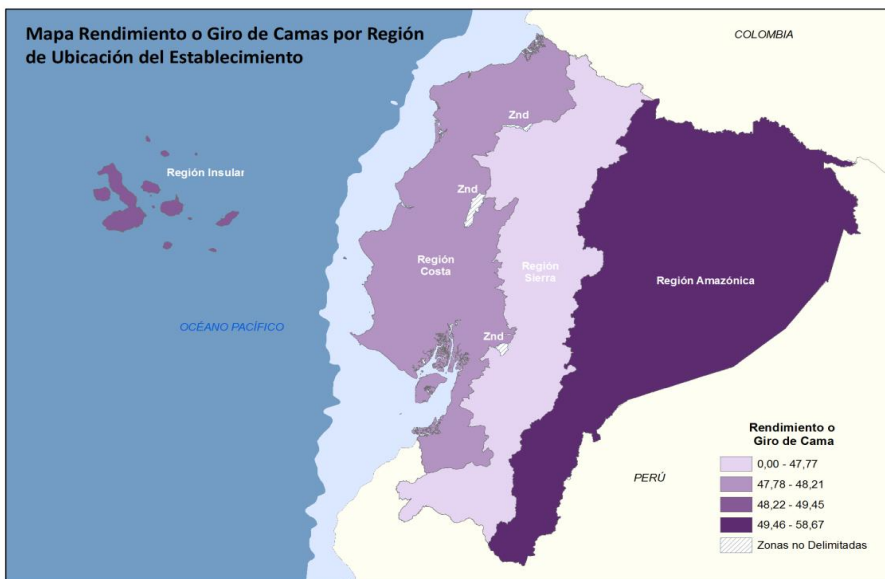 Mapa Rendimiento o Giro de Camas por Región
de Ubicación del Establecimiento
COLOMBIA
Znd
Región Insular
Znd
Región
Costa
Región
Sierra
Región Amazónica
OCÉANO PACÍFICO
Znd
PERÚ
Rendimiento o
Giro de Cama
0,00 - 47,77
47,78 - 48,21
48,22 - 49,45
49,46 - 58,67
Zonas no Delimitadas